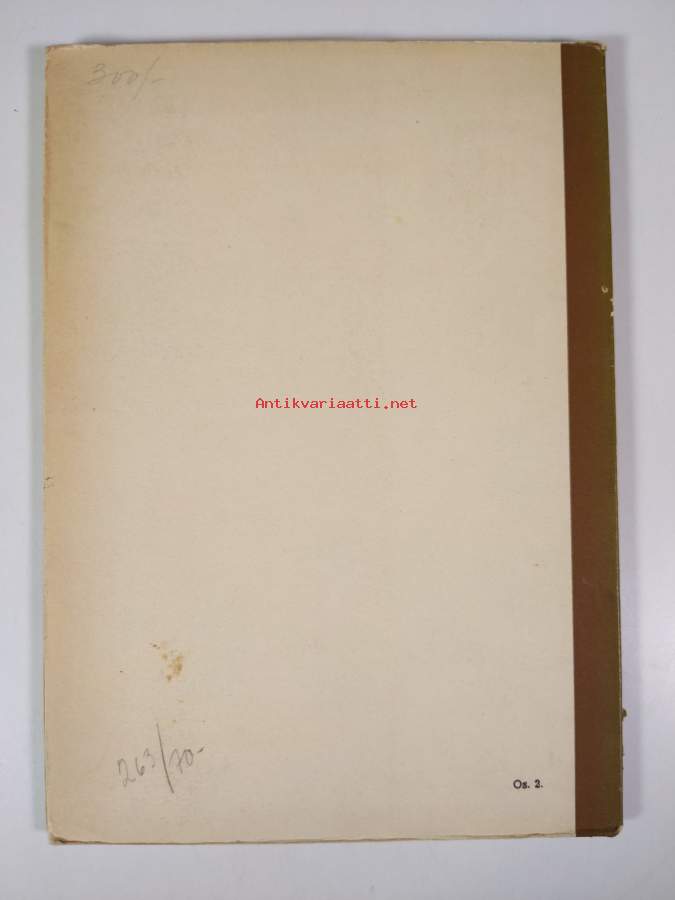 300/-
Antikvariaatti.net
263/70-
Os. 2.